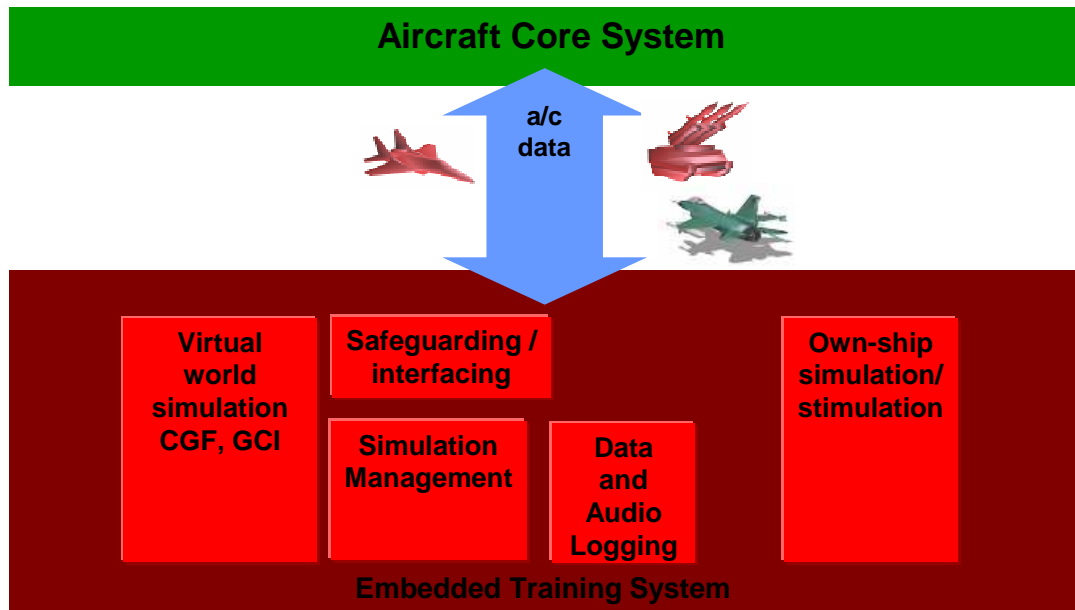 Aircraft Core System
a/c
data
Virtual
world
simulation
CGF, GCI
Safeguarding /
interfacing
Simulation
Management
Data
and
Audio
Logging
Own-ship
simulation/
stimulation
Embedded Training System